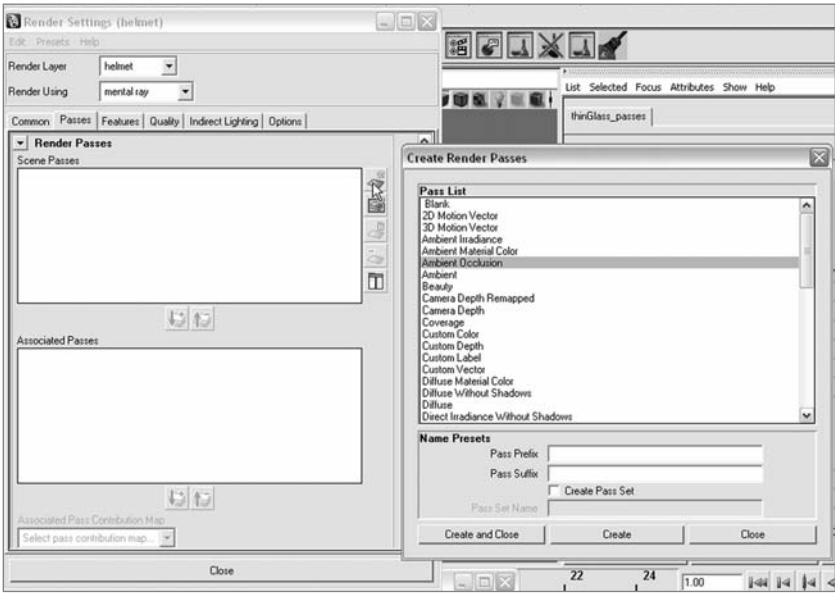 Render Settings (helmet)
Edit Presets Help
Render Layer helmet
Render Using mental ray
Common Passes Features Quality Indirect Lighting Options
Render Passes
Scene Passes
Associated Passes
Associated Pass Contribution Map
Select pass contribution map...
Close
List Selected Focus Attributes Show Help
thinGlass_passes
Create Render Passes
Pass List
Blank
2D Motion Vector
3D Motion Vector
Ambient Irradiance
Ambient Material Color
Ambient Occlusion
Ambient
Beauty
Camera Depth Remapped
Camera Depth
Coverage
Custom Color
Custom Depth
Custom Label
Custom Vector
Diffuse Material Color
Diffuse Without Shadows
Diffuse
Direct Irradiance Without Shadows
Name Presets
Pass Prefix
Pass Suffix
Create Pass Set
Pass Set Name
Create and Close Create Close
22 24 1.00